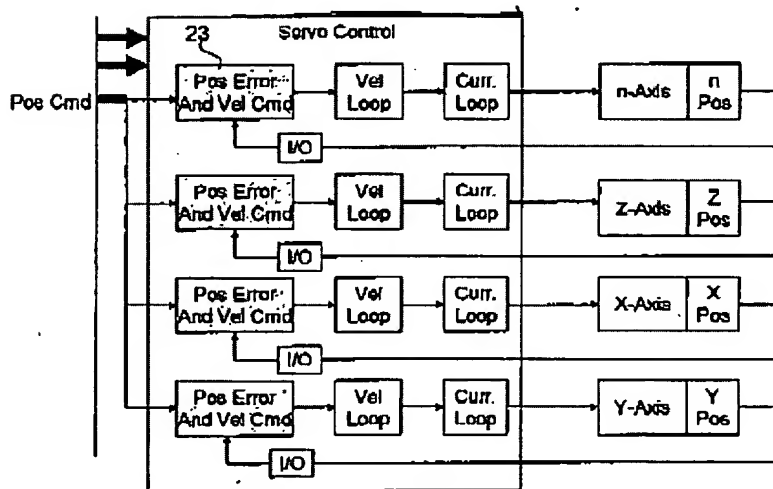 23
Servo Control
Pos Cmd
Pos Error
And Vel Cmd
Vel
Loop
Curr.
Loop
n-Axis
n
Pos
I/O
Pos Error
And Vel Cmd
Vel
Loop
Curr.
Loop
Z-Axis
Z
Pos
I/O
Pos Error
And Vel Cmd
Vel
Loop
Curr.
Loop
X-Axis
X
Pos
I/O
Pos Error
And Vel Cmd
Vel
Loop
Curr.
Loop
Y-Axis
Y
Pos
I/O